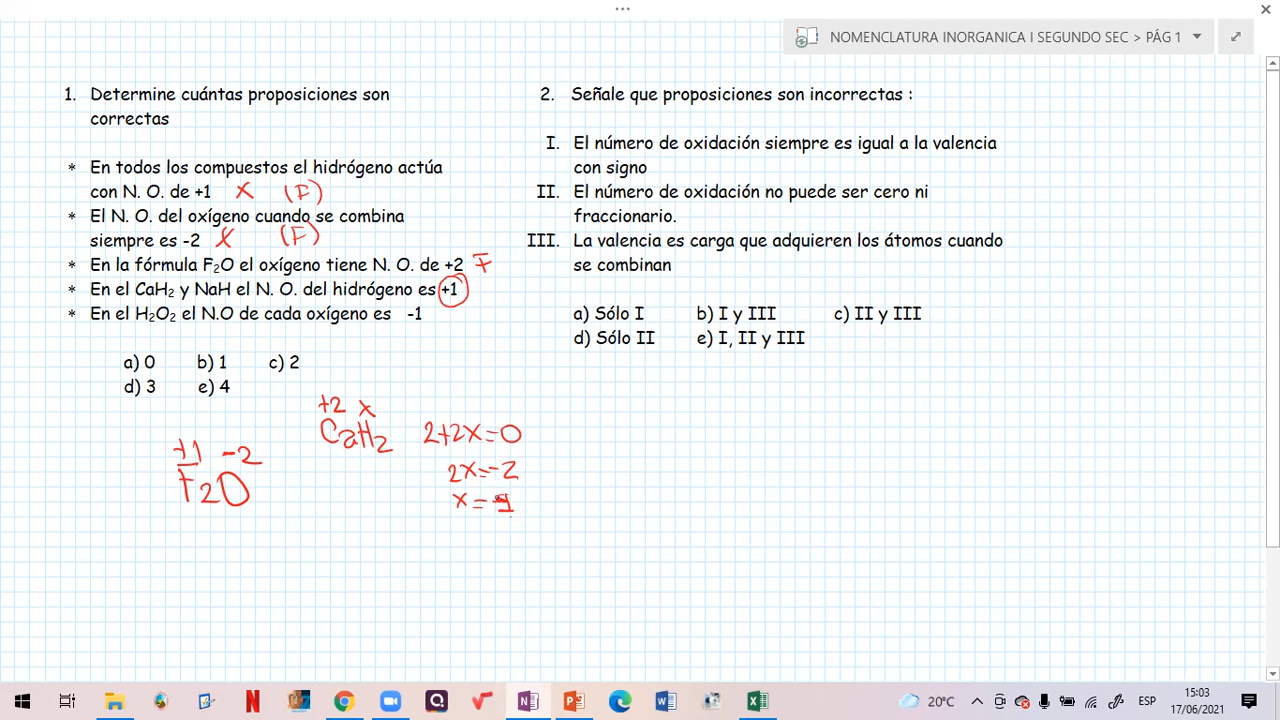 NOMENCLATURA INORGANICA I SEGUNDO SEC > PÁG 1
1. Determine cuántas proposiciones son
correctas
* En todos los compuestos el hidrógeno actúa
con N. O. de +1 X (F)
* El N. O. del oxígeno cuando se combina
siempre es -2 X (F)
* En la fórmula F₂O el oxígeno tiene N. O. de +2 F
* En el CaH₂ y NaH el N. O. del hidrógeno es +1
* En el H₂O₂ el N.O de cada oxígeno es -1
a) 0 b) 1 c) 2
d) 3 e) 4
+2 x
CaH₂ 2+2x=0
2x=-2
x=-1
+1 -2
F₂O
2. Señale que proposiciones son incorrectas :
I. El número de oxidación siempre es igual a la valencia
con signo
II. El número de oxidación no puede ser cero ni
fraccionario.
III. La valencia es carga que adquieren los átomos cuando
se combinan
a) Sólo I b) I y III c) II y III
d) Sólo II e) I, II y III
20°C
ESP
17/06/2021